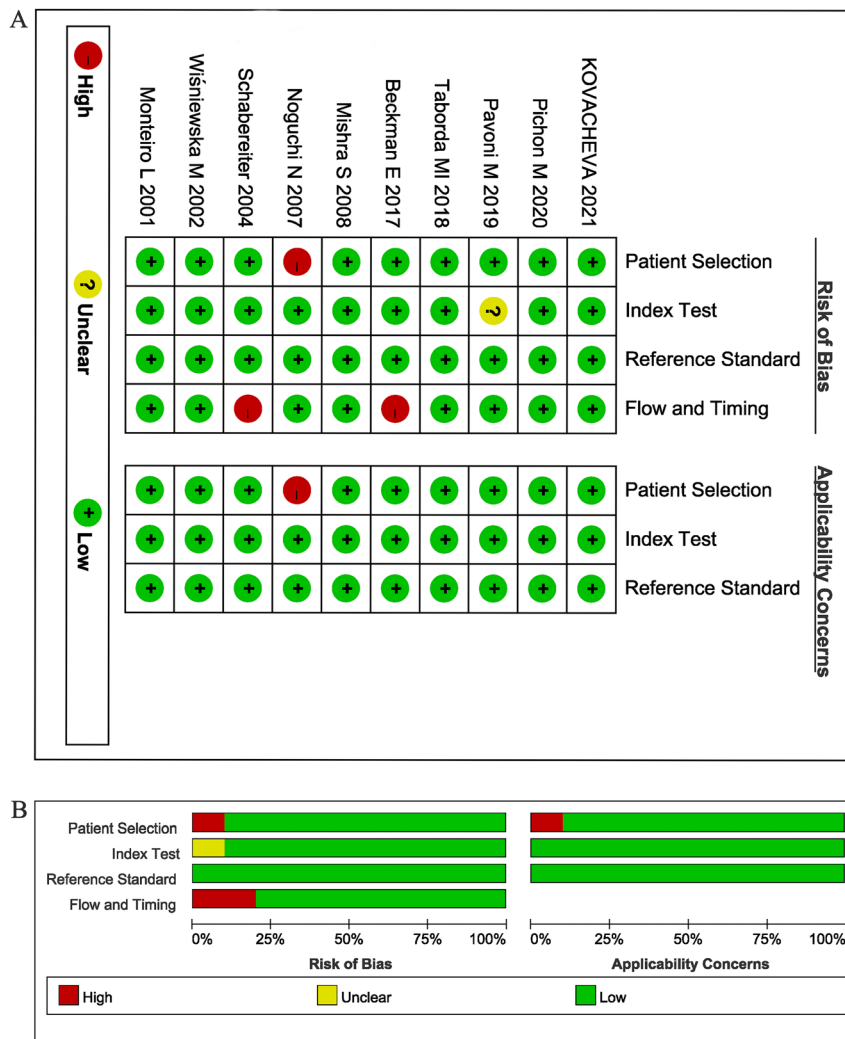 A
High
Unclear
Low
–
?
+
Monteiro L 2001
Wiśniewska M 2002
Schabereiter 2004
Noguchi N 2007
Mishra S 2008
Beckman E 2017
Taborda Ml 2018
Pavoni M 2019
Pichon M 2020
KOVACHEVA 2021
Risk of Bias
+ + + – + + + + + + Patient Selection
+ + + + + + + ? + + Index Test
+ + + + + + + + + + Reference Standard
+ + – + + – + + + + Flow and Timing
Applicability Concerns
+ + + – + + + + + + Patient Selection
+ + + + + + + + + + Index Test
+ + + + + + + + + + Reference Standard
B
Patient Selection
Index Test
Reference Standard
Flow and Timing
0% 25% 50% 75% 100%
Risk of Bias
0% 25% 50% 75% 100%
Applicability Concerns
High Unclear Low